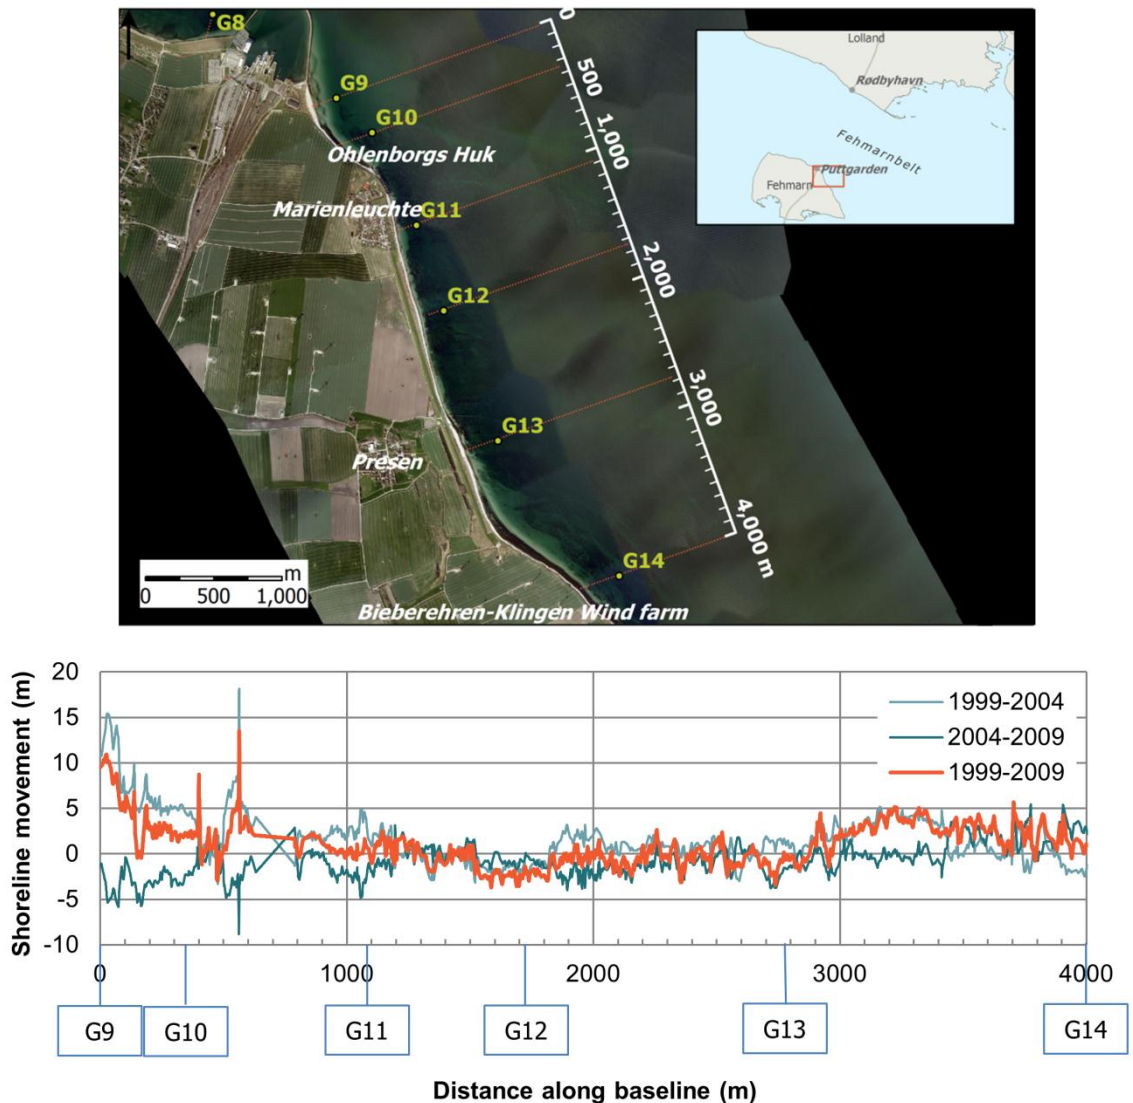 G8
0
G9
500
G10
1,000
Ohlenborgs Huk
Marienleuchte
G11
2,000
G12
3,000
G13
Presen
4,000 m
G14
m
0 500 1,000
Bieberehren-Klingen Wind farm
Lolland
Rødbyhavn
Fehmarnbelt
Puttgarden
Fehmarn
Shoreline movement (m)
20
15
10
5
0
-5
-10
1999-2004
2004-2009
1999-2009
0 1000 2000 3000 4000
G9 G10 G11 G12 G13 G14
Distance along baseline (m)